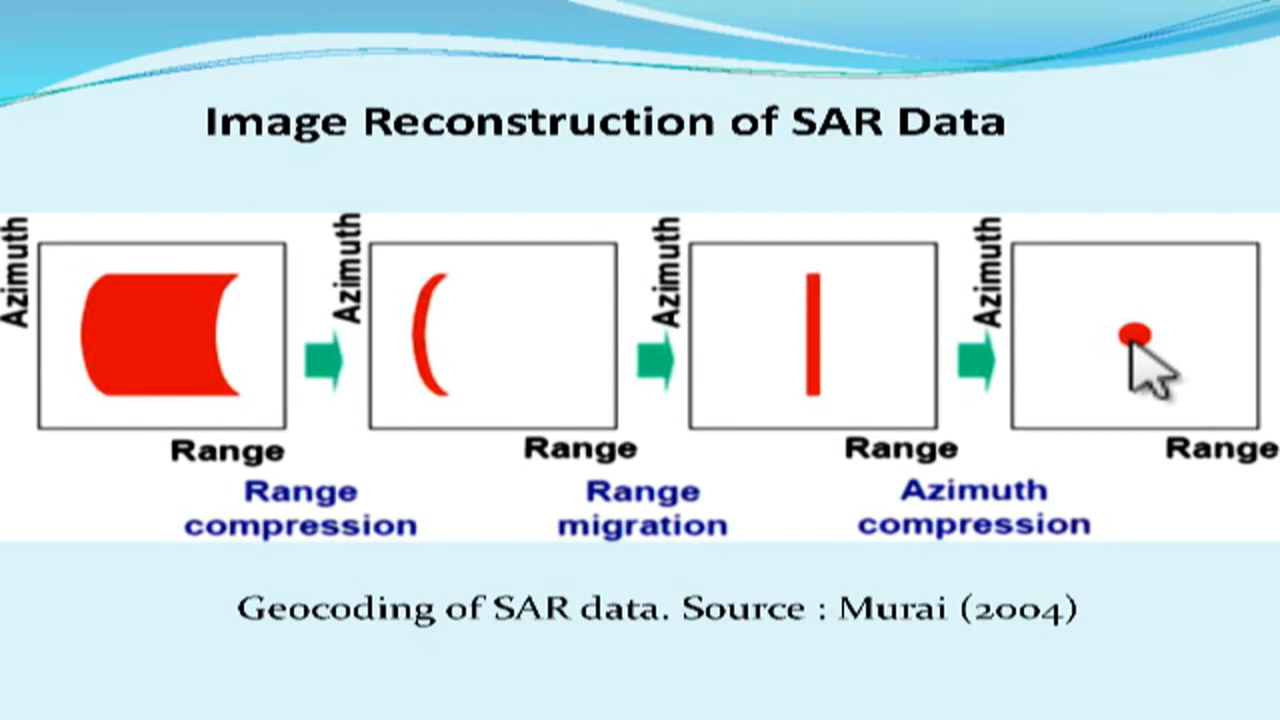 Image Reconstruction of SAR Data
Azimuth
Azimuth
Azimuth
Azimuth
Range
Range
Range
Range
Range
compression
Range
migration
Azimuth
compression
Geocoding of SAR data. Source : Murai (2004)